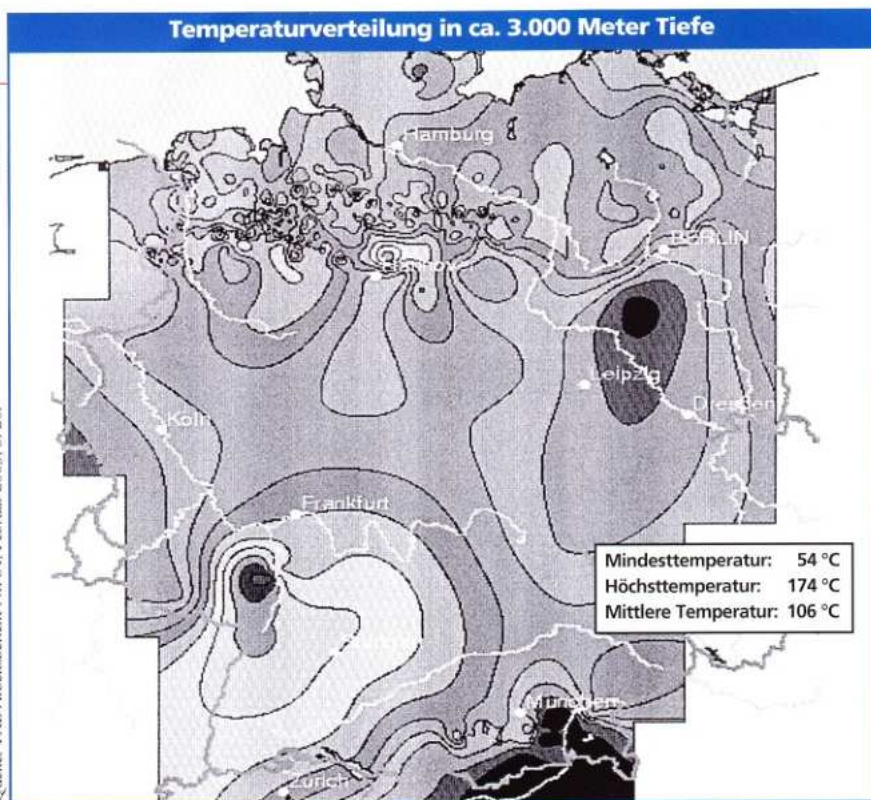 Temperaturverteilung in ca. 3.000 Meter Tiefe
Hamburg
BERLIN
Leipzig
Dresden
Köln
Frankfurt
Mindesttemperatur: 54 °C
Höchsttemperatur: 174 °C
Mittlere Temperatur: 106 °C
München
Zürich